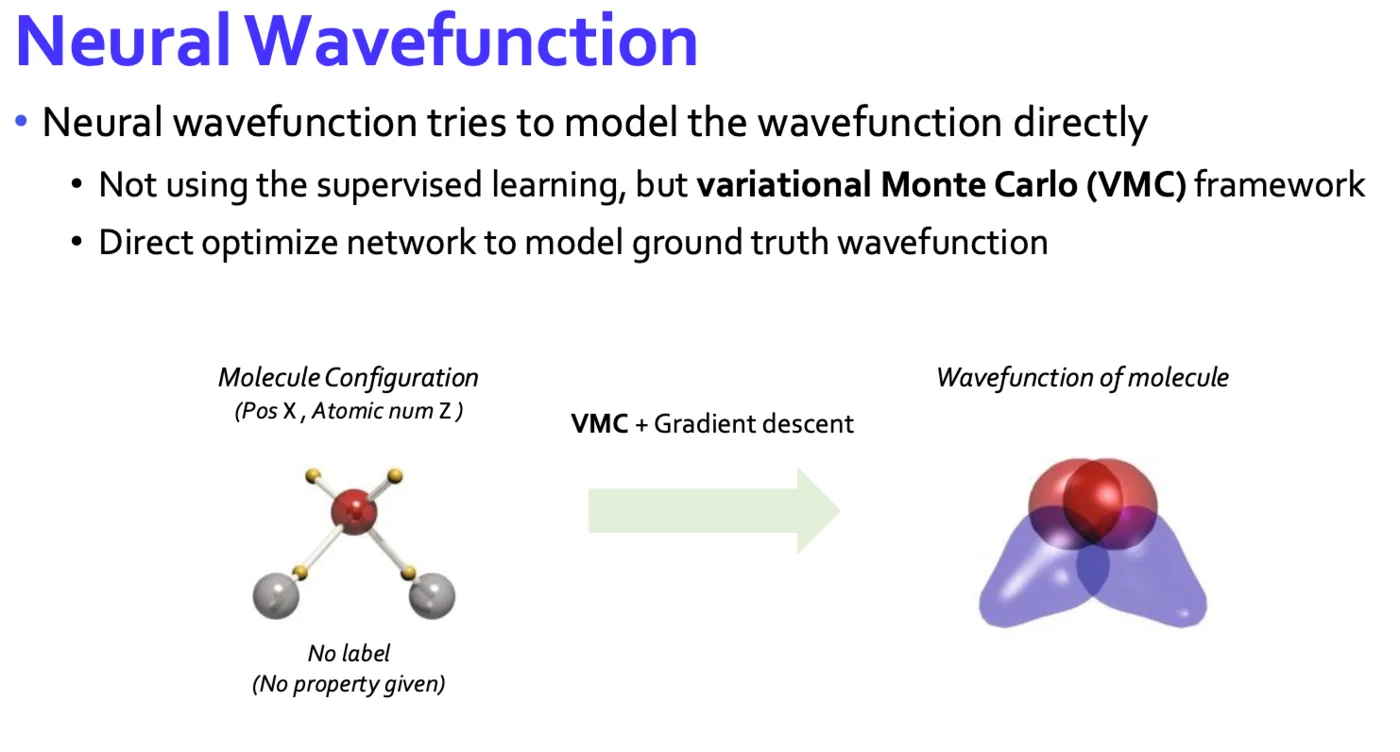 Neural Wavefunction
• Neural wavefunction tries to model the wavefunction directly
• Not using the supervised learning, but variational Monte Carlo (VMC) framework
• Direct optimize network to model ground truth wavefunction
Molecule Configuration
(Pos X , Atomic num Z )
VMC + Gradient descent
Wavefunction of molecule
No label
(No property given)